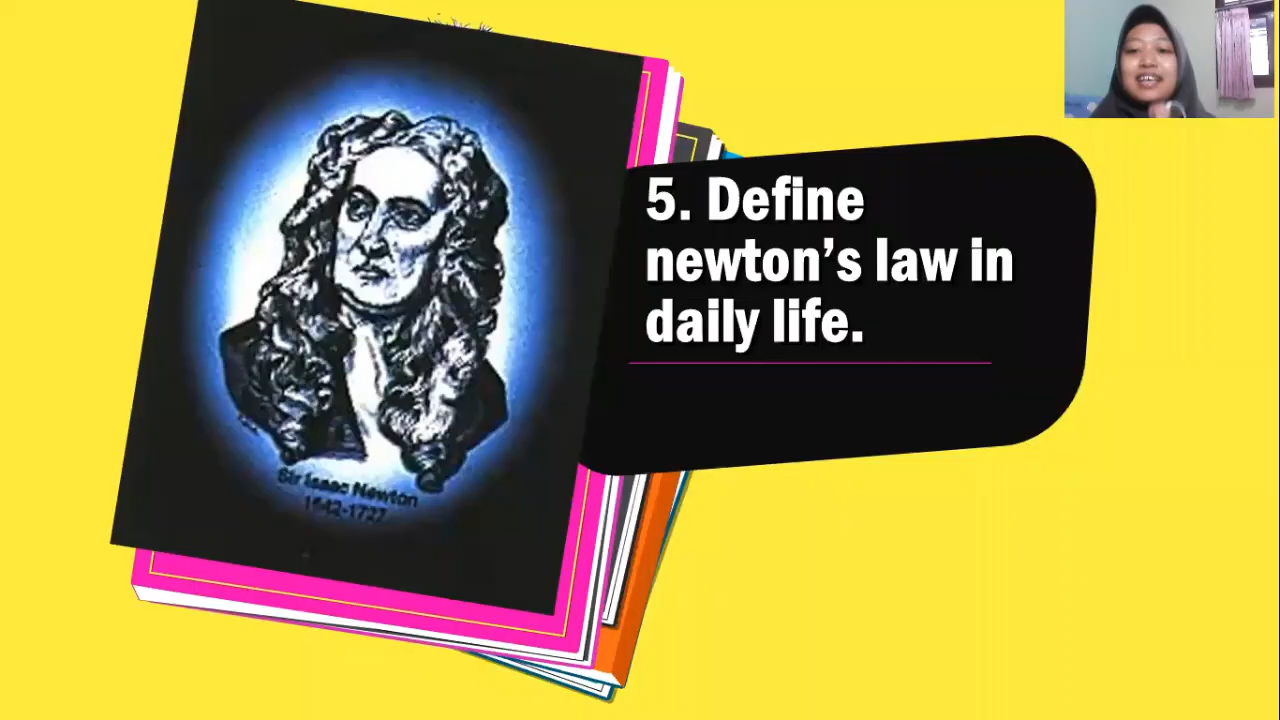 5. Define
newton’s law in
daily life.
Sir Isaac Newton
1642-1727